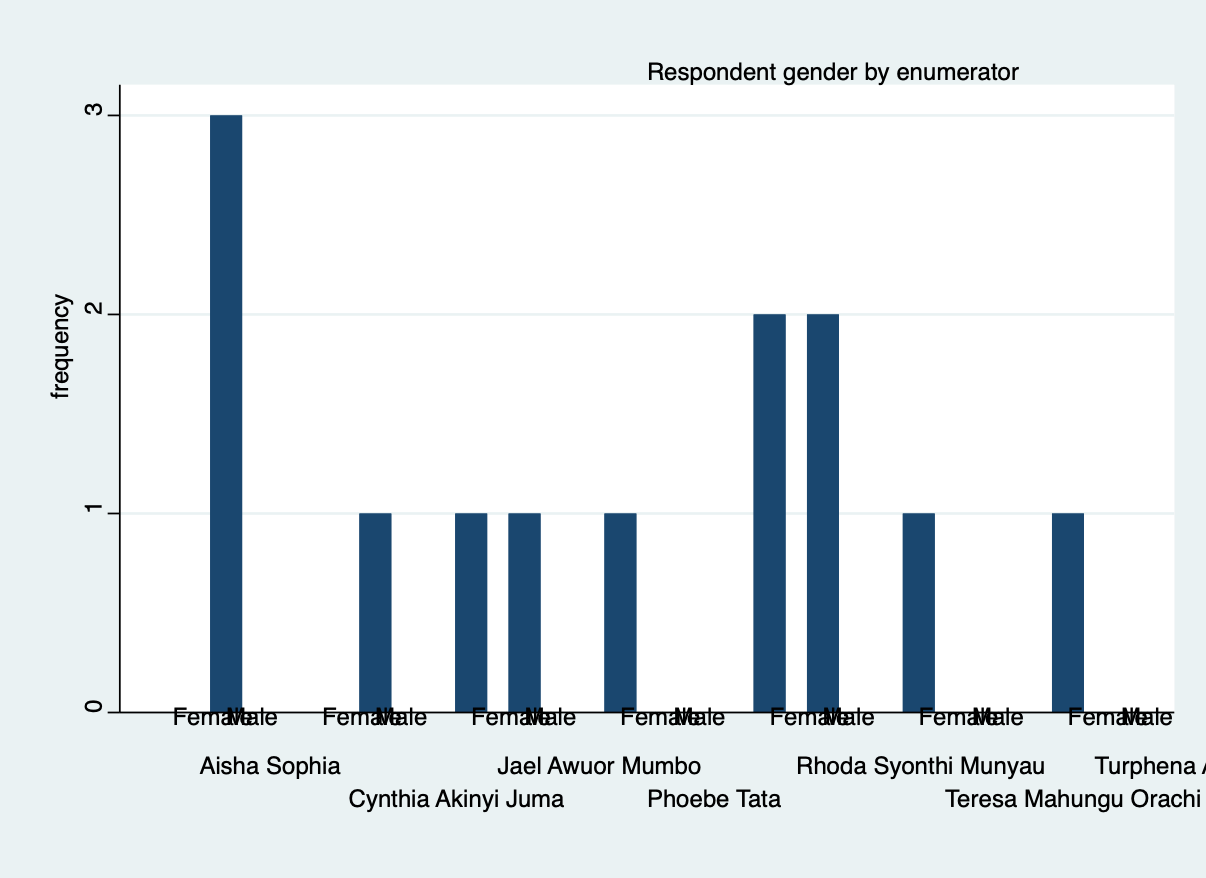 Respondent gender by enumerator
3
2
1
0
frequency
Female Male Female Male Female Male Female Male Female Male Female Male Female Male
Aisha Sophia Jael Awuor Mumbo Rhoda Syonthi Munyau Turphena
Cynthia Akinyi Juma Phoebe Tata Teresa Mahungu Orachi